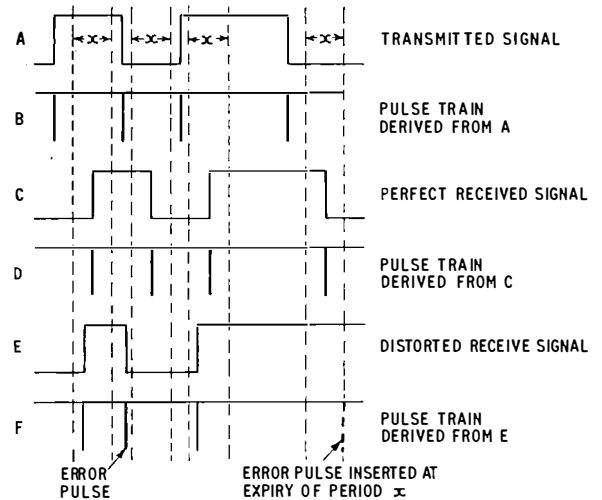 A x x x x TRANSMITTED SIGNAL
B PULSE TRAIN
DERIVED FROM A
C PERFECT RECEIVED SIGNAL
D PULSE TRAIN
DERIVED FROM C
E DISTORTED RECEIVE SIGNAL
F PULSE TRAIN
DERIVED FROM E
ERROR
PULSE
ERROR PULSE INSERTED AT
EXPIRY OF PERIOD x